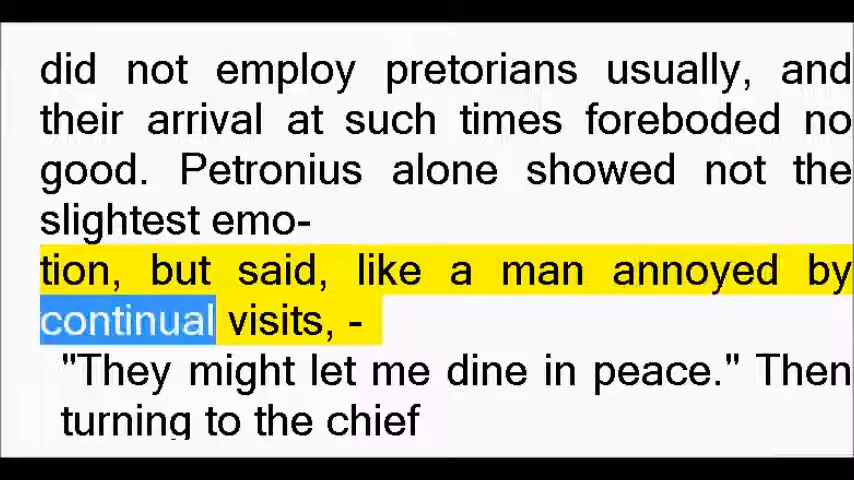 did not employ pretorians usually, and
their arrival at such times foreboded no
good. Petronius alone showed not the
slightest emo-
tion, but said, like a man annoyed by
continual visits, -
"They might let me dine in peace." Then
turning to the chief